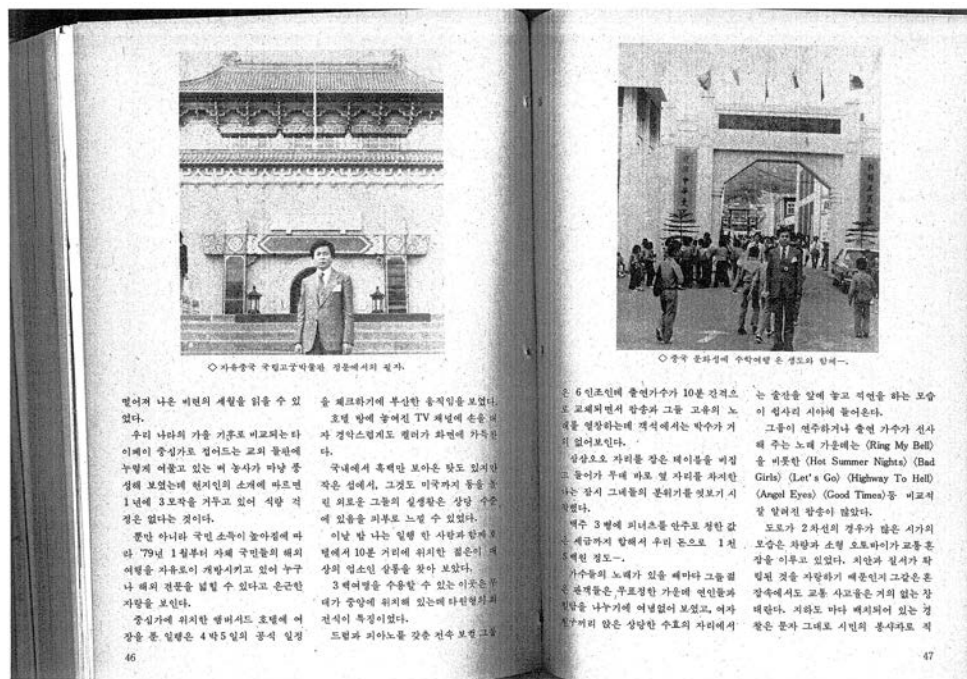 ◇자유중국 국립고궁박물관 정문에서의 필자.
떨어져 나온 비련의 세월을 읽을 수 있
었다.
우리 나라의 가을 기후로 비교되는 타
이페이 중심가로 접어드는 교외 들판에
누렇게 여물고 있는 벼 농사가 마냥 풍
성해 보였는데 현지인의 소개에 따르면
1년에 3모작을 거두고 있어 식량 걱
정은 없다는 것이다.
뿐만 아니라 국민 소득이 높아짐에 따
라 '79년 1월부터 자체 국민들의 해외
여행을 자유로이 개방시키고 있어 누구
나 해외 견문을 넓힐 수 있다고 은근한
자랑을 보인다.
중심가에 위치한 앰버서드 호텔에 여
장을 푼 일행은 4박 5일의 공식 일정
46
을 체크하기에 부산한 움직임을 보였다.
호텔 방에 놓여진 TV 채널에 손을 대
자 경악스럽게도 컬러가 화면에 가득찬
다.
국내에서 흑백만 보아온 탓도 있지만
작은 섬에서, 그것도 미국까지 등을 돌
린 외로운 그들의 실생활은 상당 수준
에 있음을 피부로 느낄 수 있었다.
이날 밤 나는 일행 한 사람과 함께 호
텔에서 10분 거리에 위치한 젊은이 대
상의 업소인 살롱을 찾아 보았다.
3백여명을 수용할 수 있는 이곳은 무
대가 중앙에 위치해 있는데 타원형의 회
전식이 특징이었다.
드럼과 피아노를 갖춘 전속 보컬 그룹
◇중국 문화성에 수학여행 온 생도와 함께─.
은 6인조인데 출연가수가 10분 간격으
로 교체되면서 팝송과 그들 고유의 노
래를 열창하는데 객석에서는 박수가 거
의 없어보인다.
삼삼오오 자리를 잡은 테이블을 비집
고 들어가 무대 바로 옆 자리를 차지한
나는 잠시 그네들의 분위기를 엿보기 시
작했다.
맥주 3병에 피너츠를 안주로 정한 값
은 세금까지 합해서 우리 돈으로 1천
5백원 정도─.
가수들의 노래가 있을 때마다 그들 젊
은 관객들은 무표정한 가운데 연인들과
밀담을 나누기에 여념없어 보였고, 여자
친구끼리 앉은 상당한 수효의 자리에서
는 술잔을 앞에 놓고 끽연을 하는 모습
이 쉽사리 시야에 들어온다.
그룹이 연주하거나 출연 가수가 선사
해 주는 노래 가운데는 〈Ring My Bell〉
을 비롯한 〈Hot Summer Nights〉〈Bad
Girls〉〈Let's Go〉〈Highway To Hell〉
〈Angel Eyes〉〈Good Times〉등 비교적
잘 알려진 팝송이 많았다.
도로가 2차선의 경우가 많은 시가의
모습은 차량과 소형 오토바이가 교통 혼
잡을 이루고 있었다. 치안과 질서가 확
립된 것을 자랑하기 때문인지 그같은 혼
잡속에서도 교통 사고율은 거의 없는 상
태란다. 지하도 마다 배치되어 있는 경
찰은 문자 그대로 시민의 봉사자로 직
47